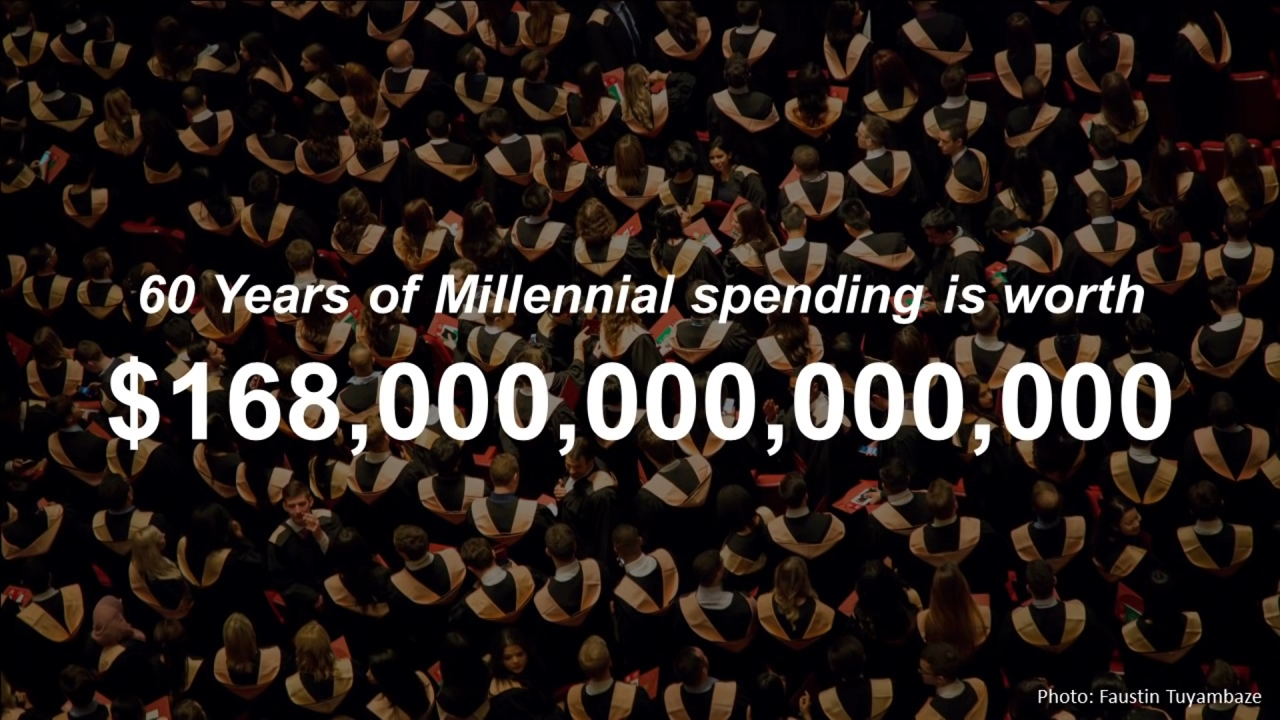 60 Years of Millennial spending is worth
$168,000,000,000,000
Photo: Faustin Tuyambaze